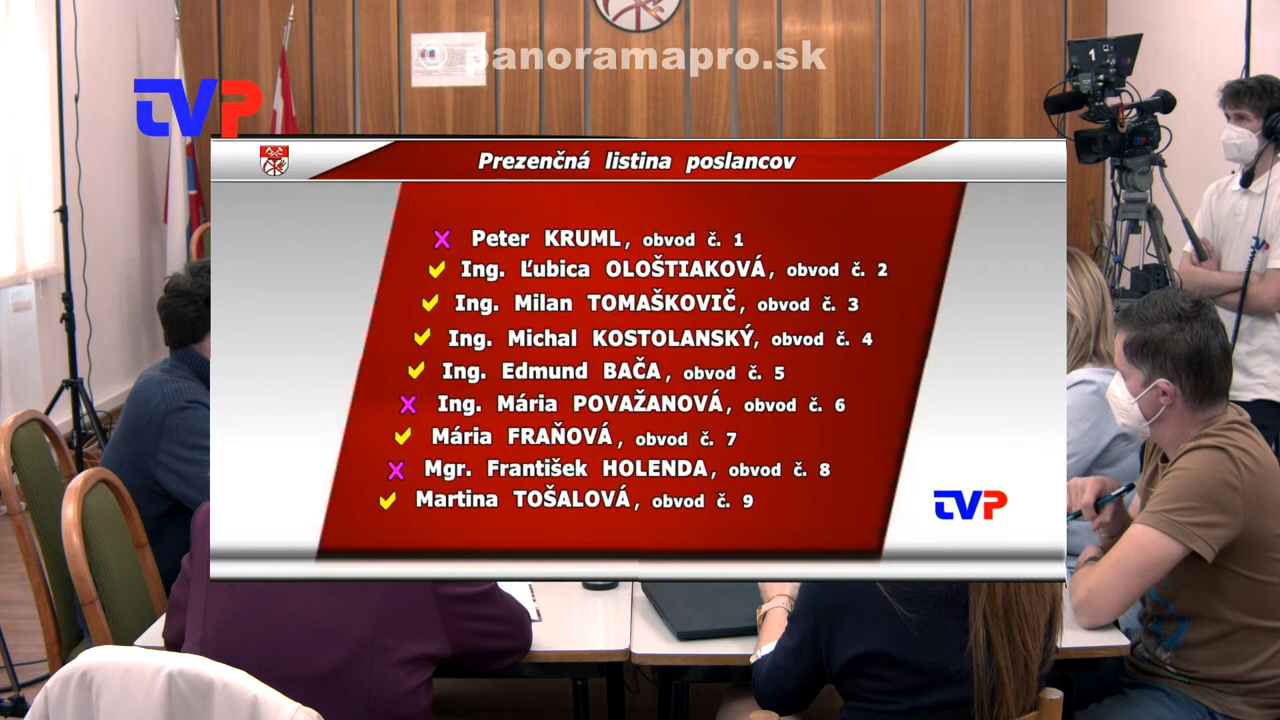 © panoramapro.sk
TVP
1
Prezenčná listina poslancov
Peter KRUML, obvod č. 1
Ing. Ľubica OLOŠTIAKOVÁ, obvod č. 2
Ing. Milan TOMAŠKOVIČ, obvod č. 3
Ing. Michal KOSTOLANSKÝ, obvod č. 4
Ing. Edmund BAČA, obvod č. 5
Ing. Mária POVAŽANOVÁ, obvod č. 6
Mária FRAŇOVÁ, obvod č. 7
Mgr. František HOLENDA, obvod č. 8
Martina TOŠALOVÁ, obvod č. 9
TVP